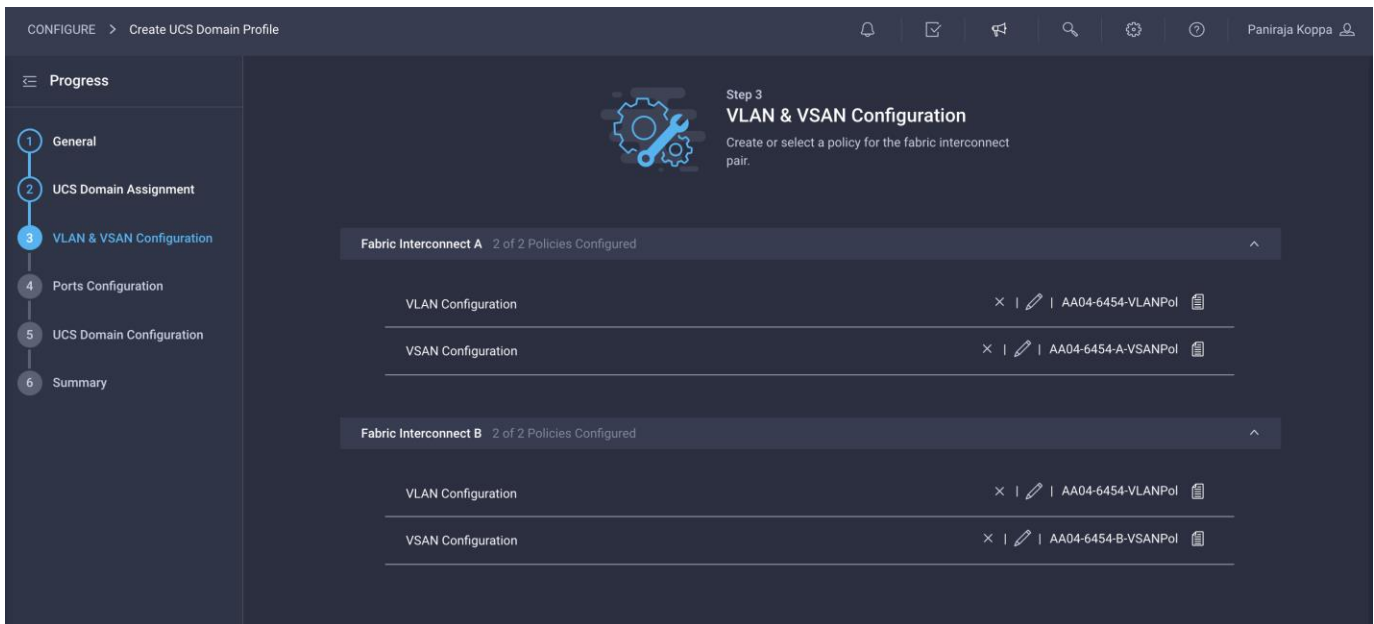 CONFIGURE > Create UCS Domain Profile
Paniraja Koppa
Progress
1 General
2 UCS Domain Assignment
3 VLAN & VSAN Configuration
4 Ports Configuration
5 UCS Domain Configuration
6 Summary
Step 3
VLAN & VSAN Configuration
Create or select a policy for the fabric interconnect
pair.
Fabric Interconnect A 2 of 2 Policies Configured
VLAN Configuration × | | AA04-6454-VLANPol
VSAN Configuration × | | AA04-6454-A-VSANPol
Fabric Interconnect B 2 of 2 Policies Configured
VLAN Configuration × | | AA04-6454-VLANPol
VSAN Configuration × | | AA04-6454-B-VSANPol